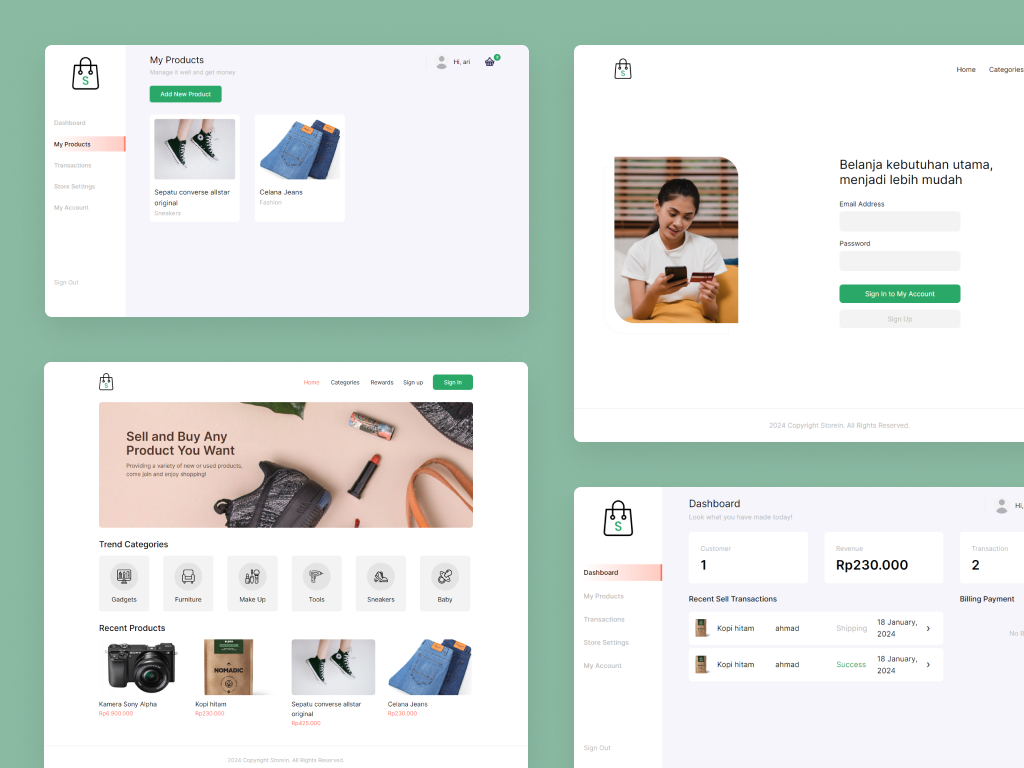 S
My Products
Manage it well and get money
Hi, ari
Add New Product
Dashboard
My Products
Transactions
Store Settings
My Account
Sign Out
Sepatu converse allstar
original
Sneakers
Celana Jeans
Fashion
S
Home
Categories
Belanja kebutuhan utama,
menjadi lebih mudah
Email Address
Password
Sign In to My Account
Sign Up
2024 Copyright Storein. All Rights Reserved.
S
Home
Categories
Rewards
Sign up
Sign In
Sell and Buy Any
Product You Want
Providing a variety of new or used products,
come join and enjoy shopping!
Trend Categories
Gadgets
Furniture
Make Up
Tools
Sneakers
Baby
Recent Products
SONY
NOMADIC
Kamera Sony Alpha
Rp6.900.000
Kopi hitam
Rp230.000
Sepatu converse allstar
original
Rp425.000
Celana Jeans
Rp230.000
2024 Copyright Storein. All Rights Reserved.
S
Dashboard
Look what you have made today!
Hi,
Dashboard
My Products
Transactions
Store Settings
My Account
Sign Out
Customer
1
Revenue
Rp230.000
Transaction
2
Recent Sell Transactions
Kopi hitam
ahmad
Shipping
18 January,
2024
Kopi hitam
ahmad
Success
18 January,
2024
Billing Payment